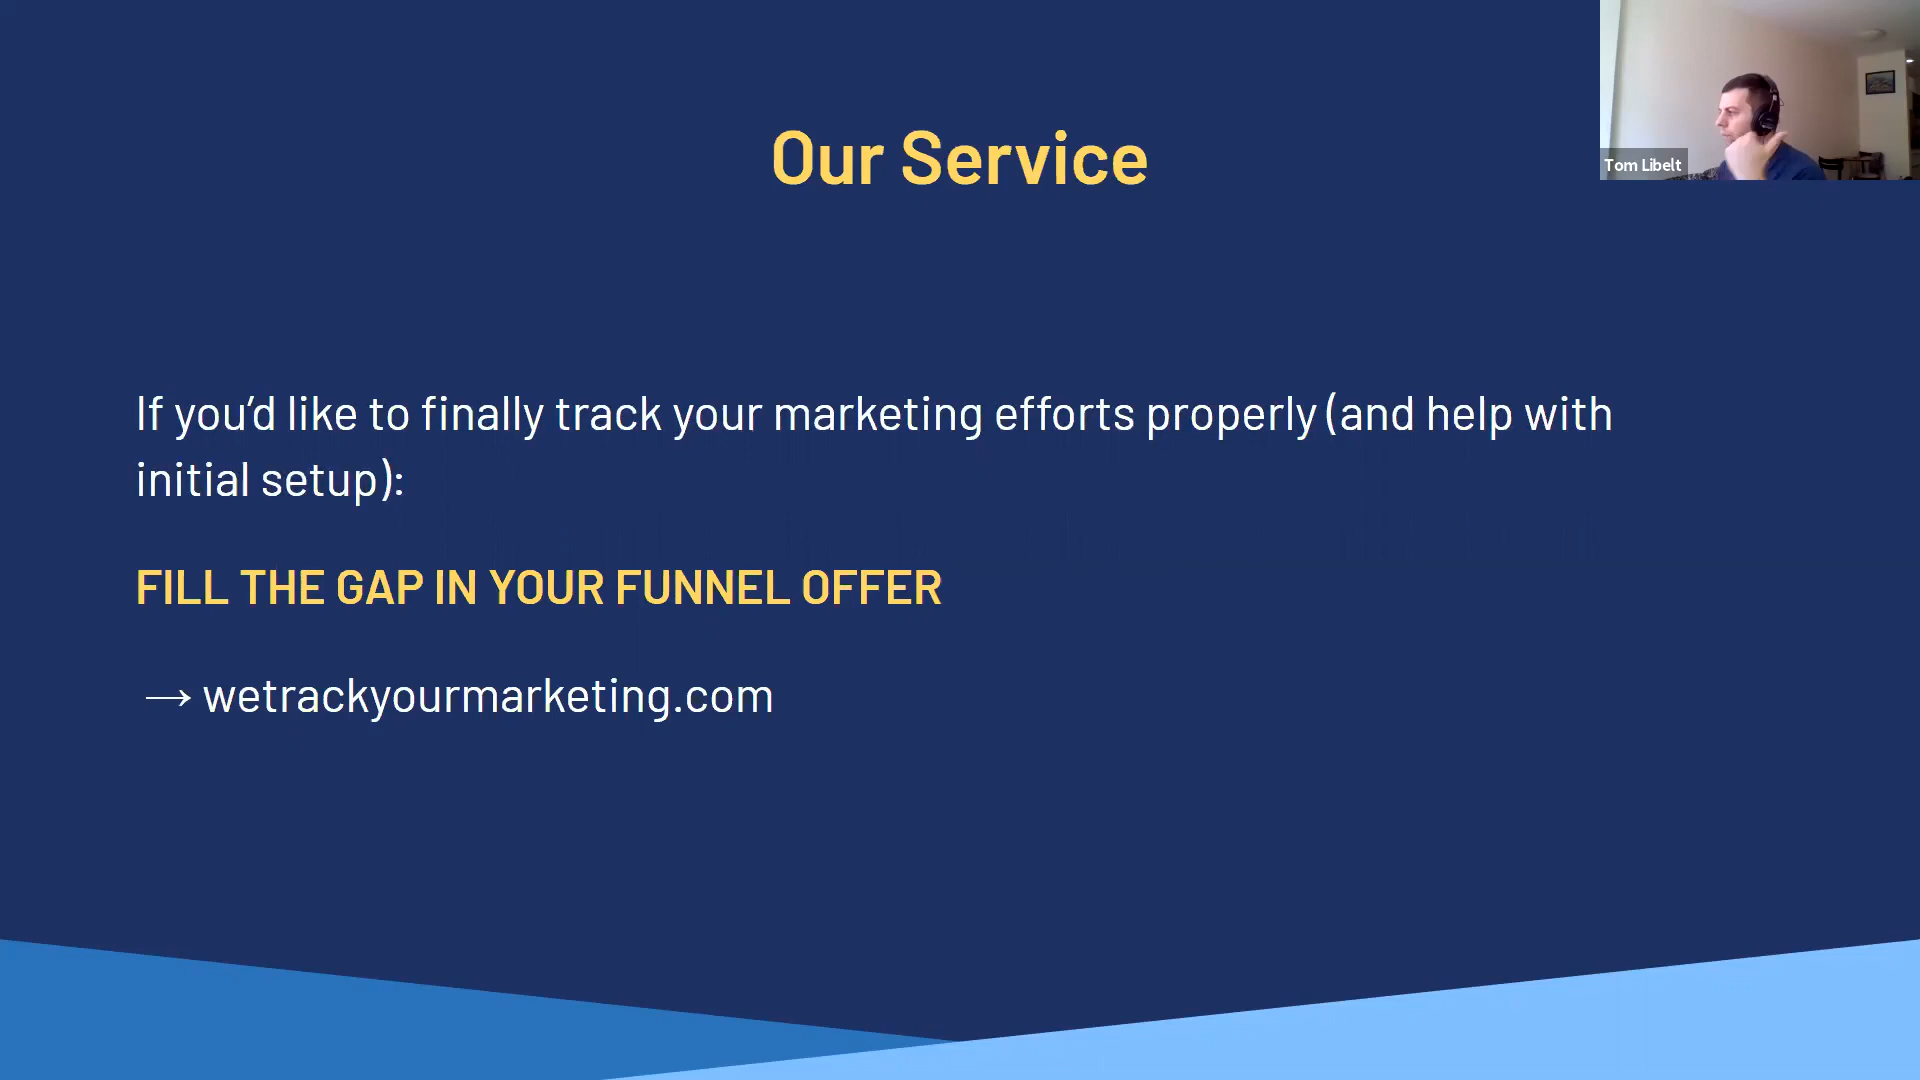 Our Service
Tom Libelt
If you’d like to finally track your marketing efforts properly (and help with
initial setup):
FILL THE GAP IN YOUR FUNNEL OFFER
→ wetrackyourmarketing.com